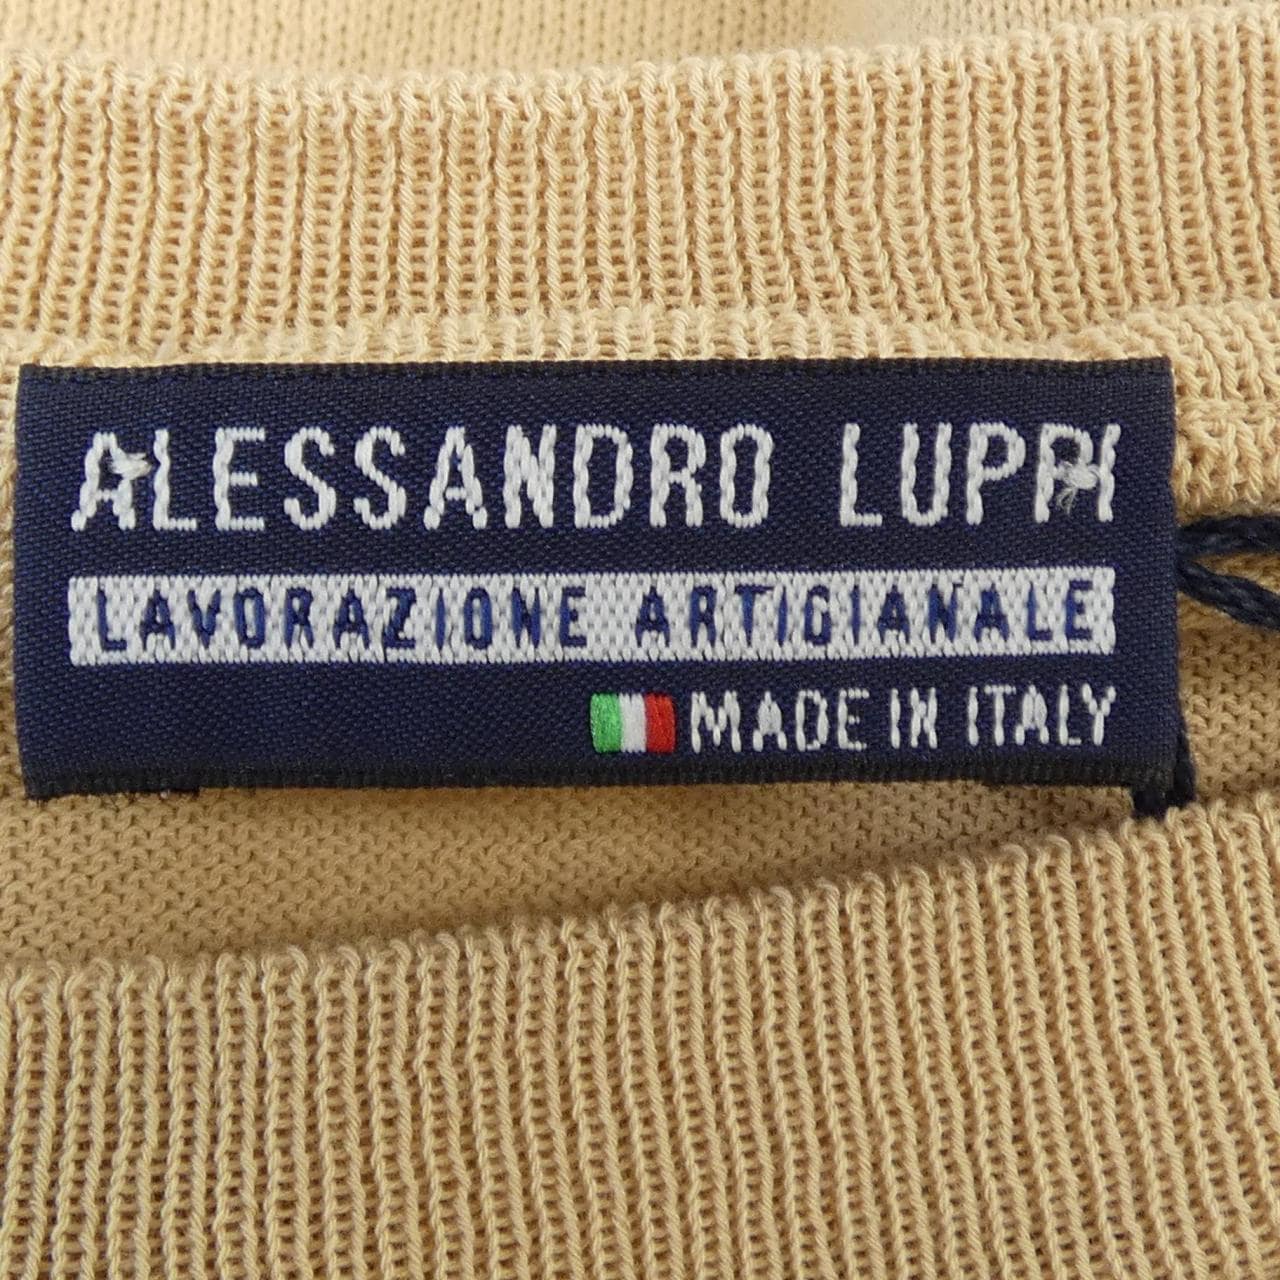 ALESSANDRO LUPPI
LAVORAZIONE ARTIGIANALE
MADE IN ITALY